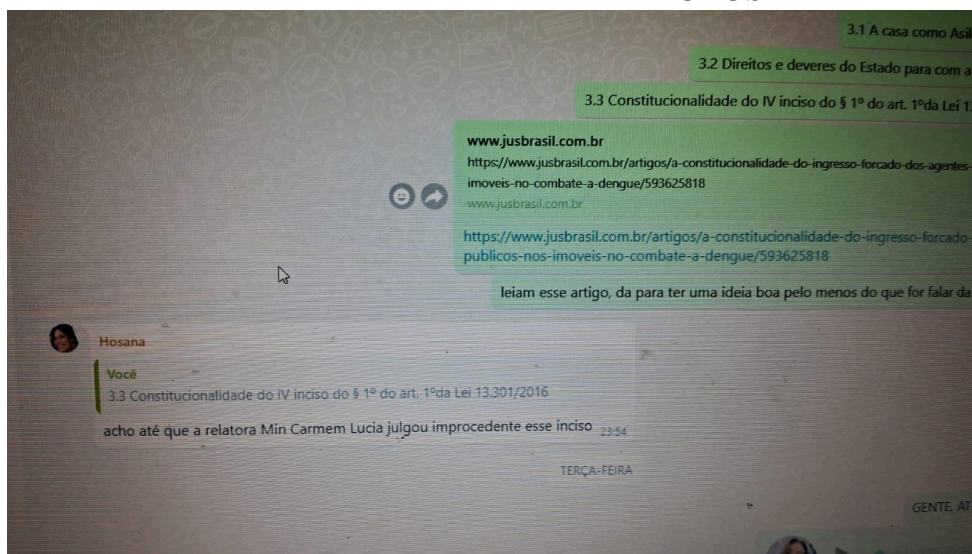 3.1 A casa como Asil
3.2 Direitos e deveres do Estado para com a
3.3 Constitucionalidade do IV inciso do § 1º do art. 1ºda Lei 1
www.jusbrasil.com.br
https://www.jusbrasil.com.br/artigos/a-constitucionalidade-do-ingresso-forcado-dos-agentes-
imoveis-no-combate-a-dengue/593625818
www.jusbrasil.com.br
https://www.jusbrasil.com.br/artigos/a-constitucionalidade-do-ingresso-forcado-
publicos-nos-imoveis-no-combate-a-dengue/593625818
leiam esse artigo, da para ter uma ideia boa pelo menos do que for falar da
Hosana
Você
3.3 Constitucionalidade do IV inciso do § 1º do art. 1ºda Lei 13.301/2016
acho até que a relatora Min Carmem Lucia julgou improcedente esse inciso 23:54
TERÇA-FEIRA
GENTE, AT